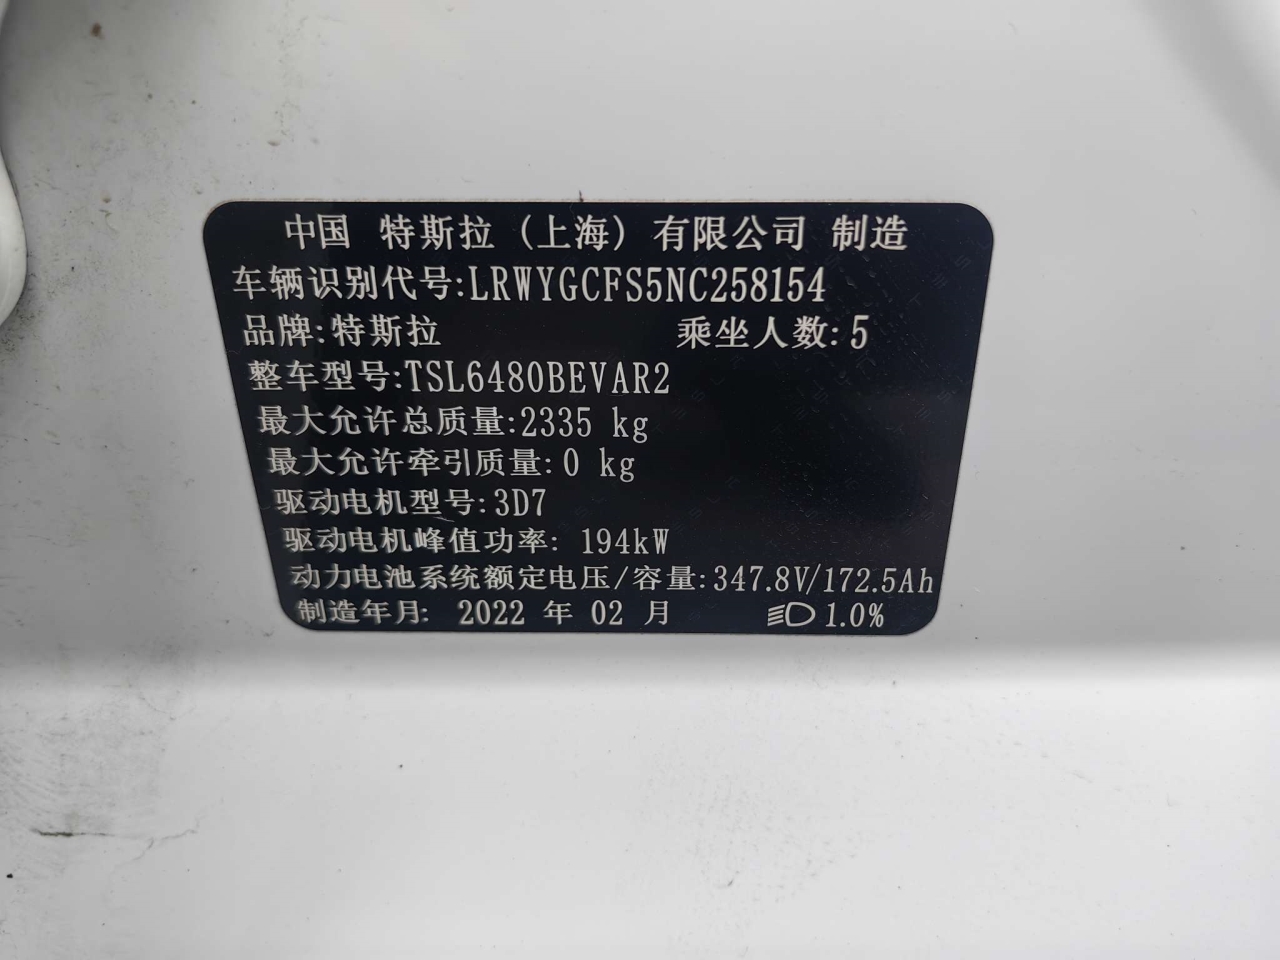 中国 特斯拉 (上海) 有限公司 制造
车辆识别代号:LRWYGCFS5NC258154
品牌:特斯拉 乘坐人数:5
整车型号:TSL6480BEVAR2
最大允许总质量:2335 kg
最大允许牵引质量:0 kg
驱动电机型号:3D7
驱动电机峰值功率: 194kW
动力电池系统额定电压/容量:347.8V/172.5Ah
制造年月: 2022 年 02 月 1.0%